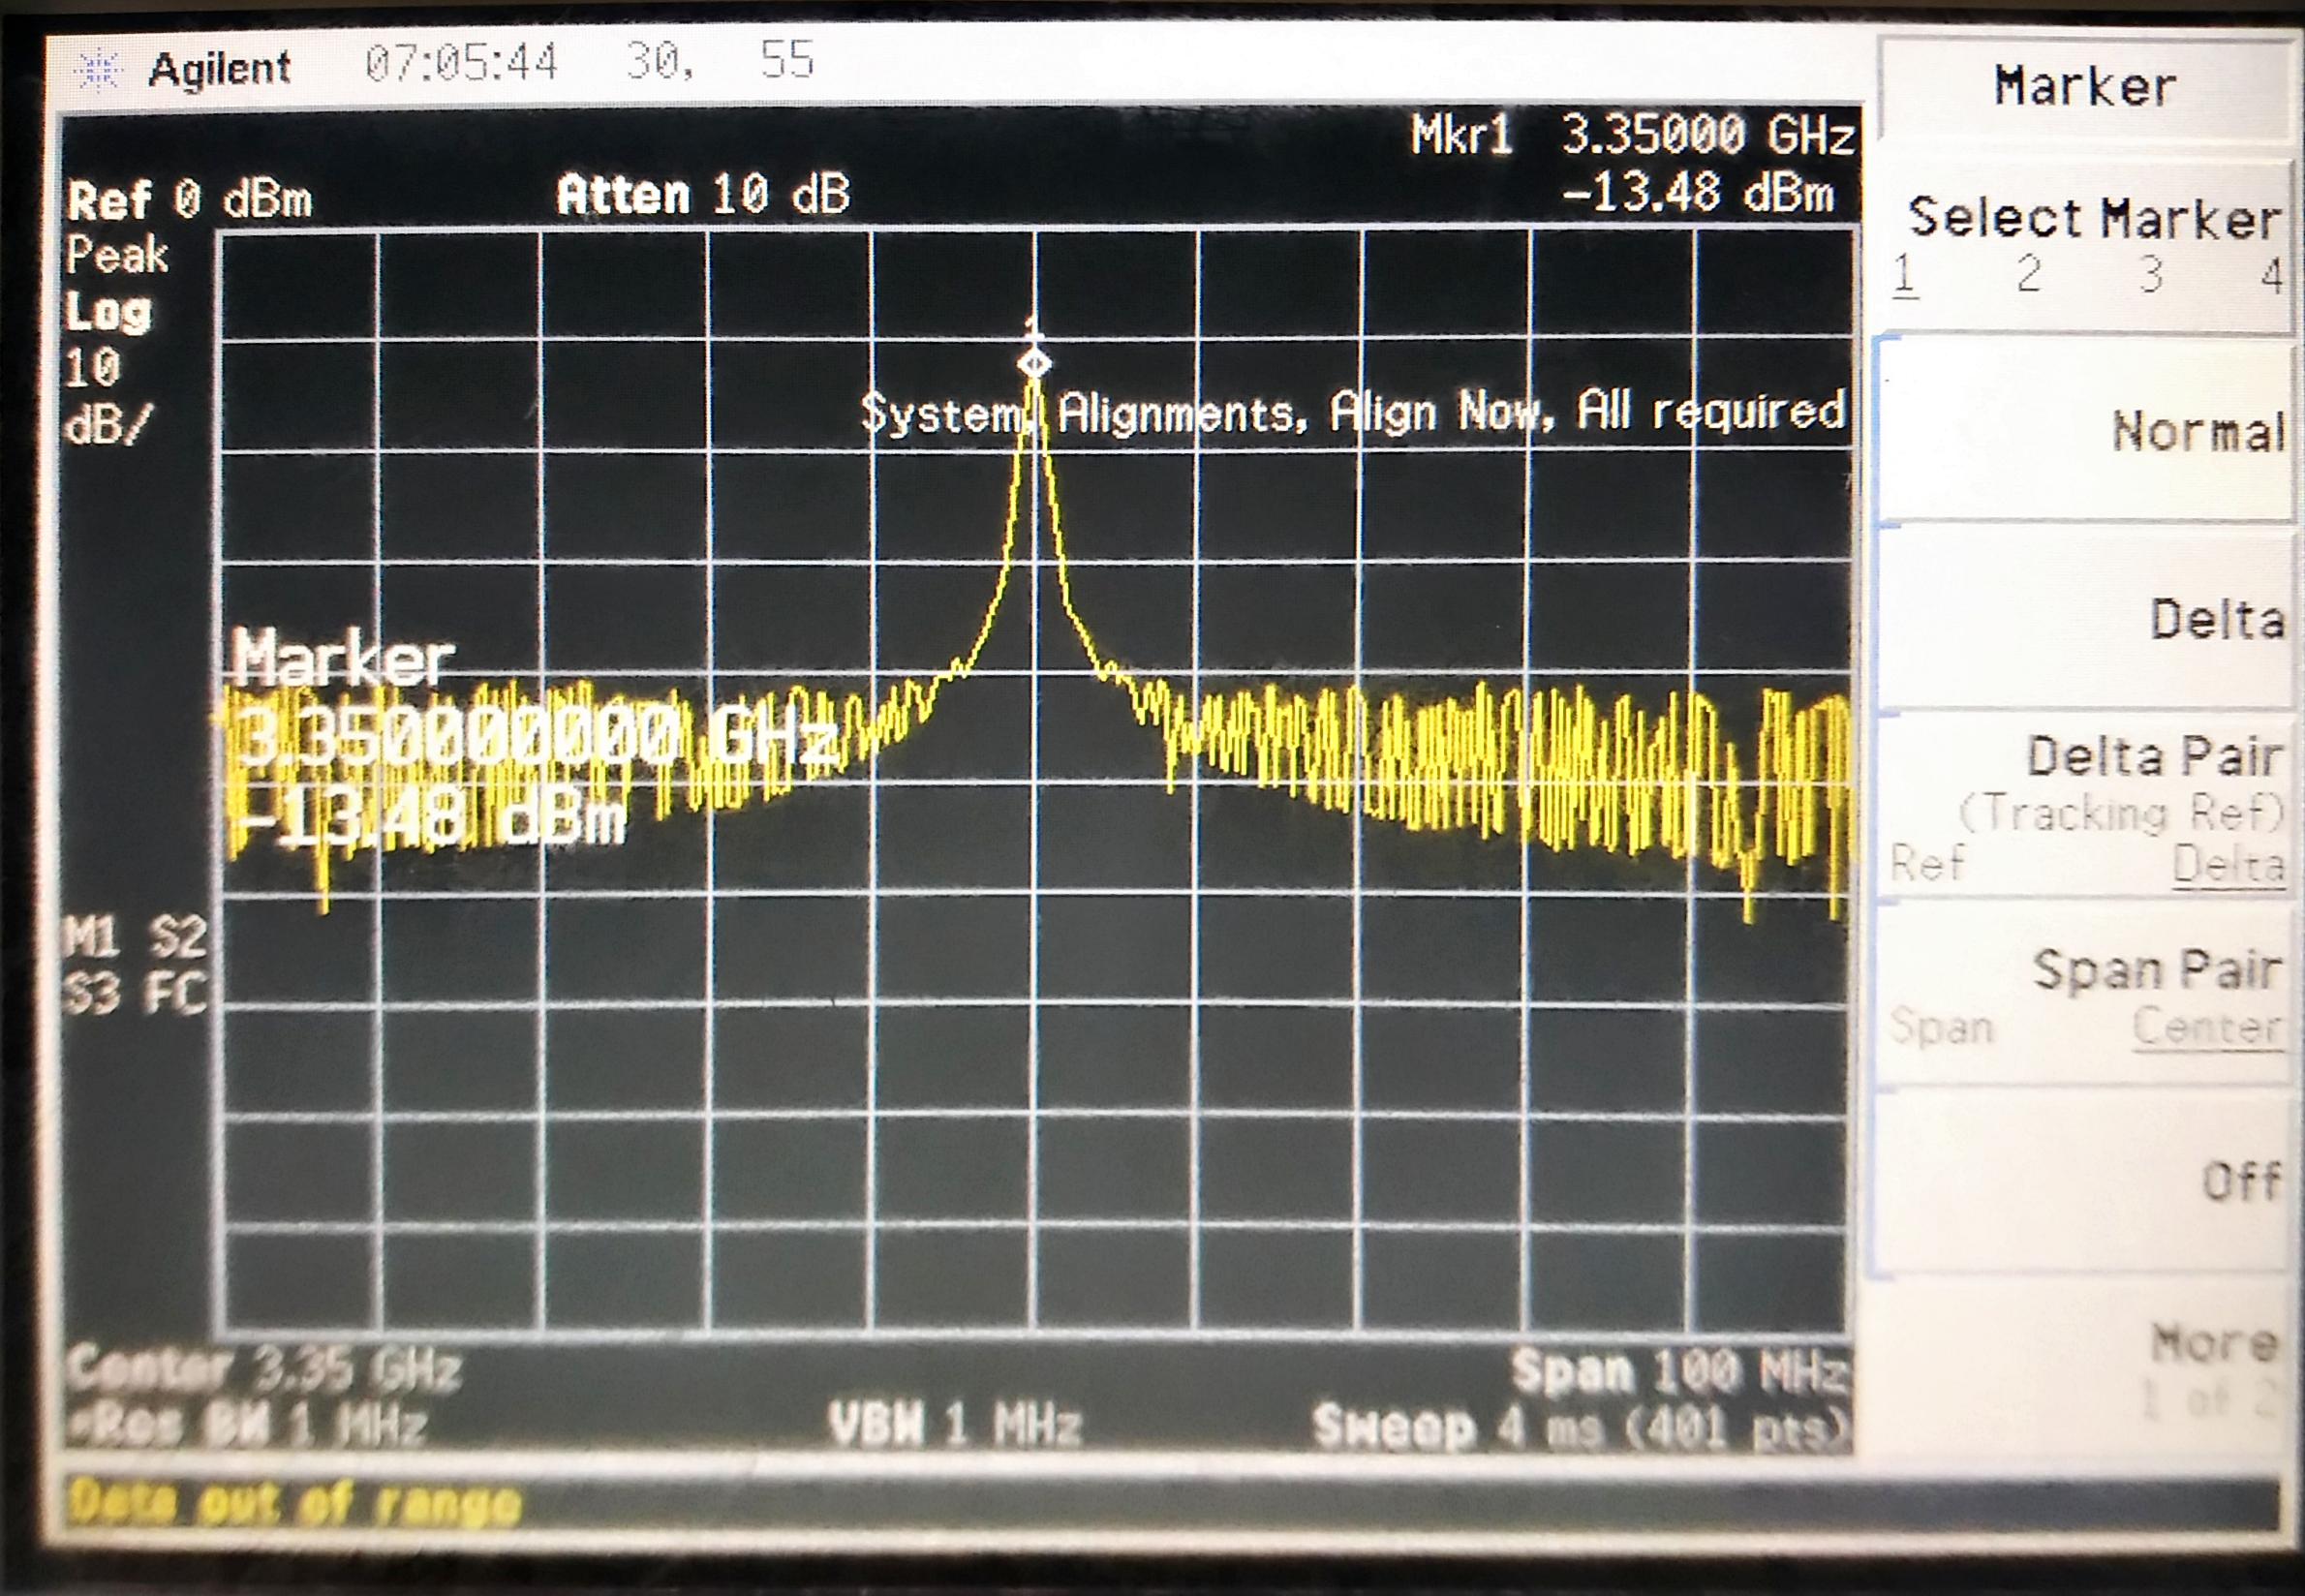 Agilent 07:05:44 30, 55
Mkr1 3.35000 GHz
Ref 0 dBm Atten 10 dB -13.48 dBm
Peak
Log
10
dB/
1
System, Alignments, Align Now, All required
Marker
3.350000000 GHz
-13.48 dBm
M1 S2
S3 FC
Center 3.35 GHz Span 100 MHz
#Res BW 1 MHz VBW 1 MHz Sweep 4 ms (401 pts)
Data out of range
Marker
Select Marker
1 2 3 4
Normal
Delta
Delta Pair
(Tracking Ref)
Ref Delta
Span Pair
Span Center
Off
More
1 of 2